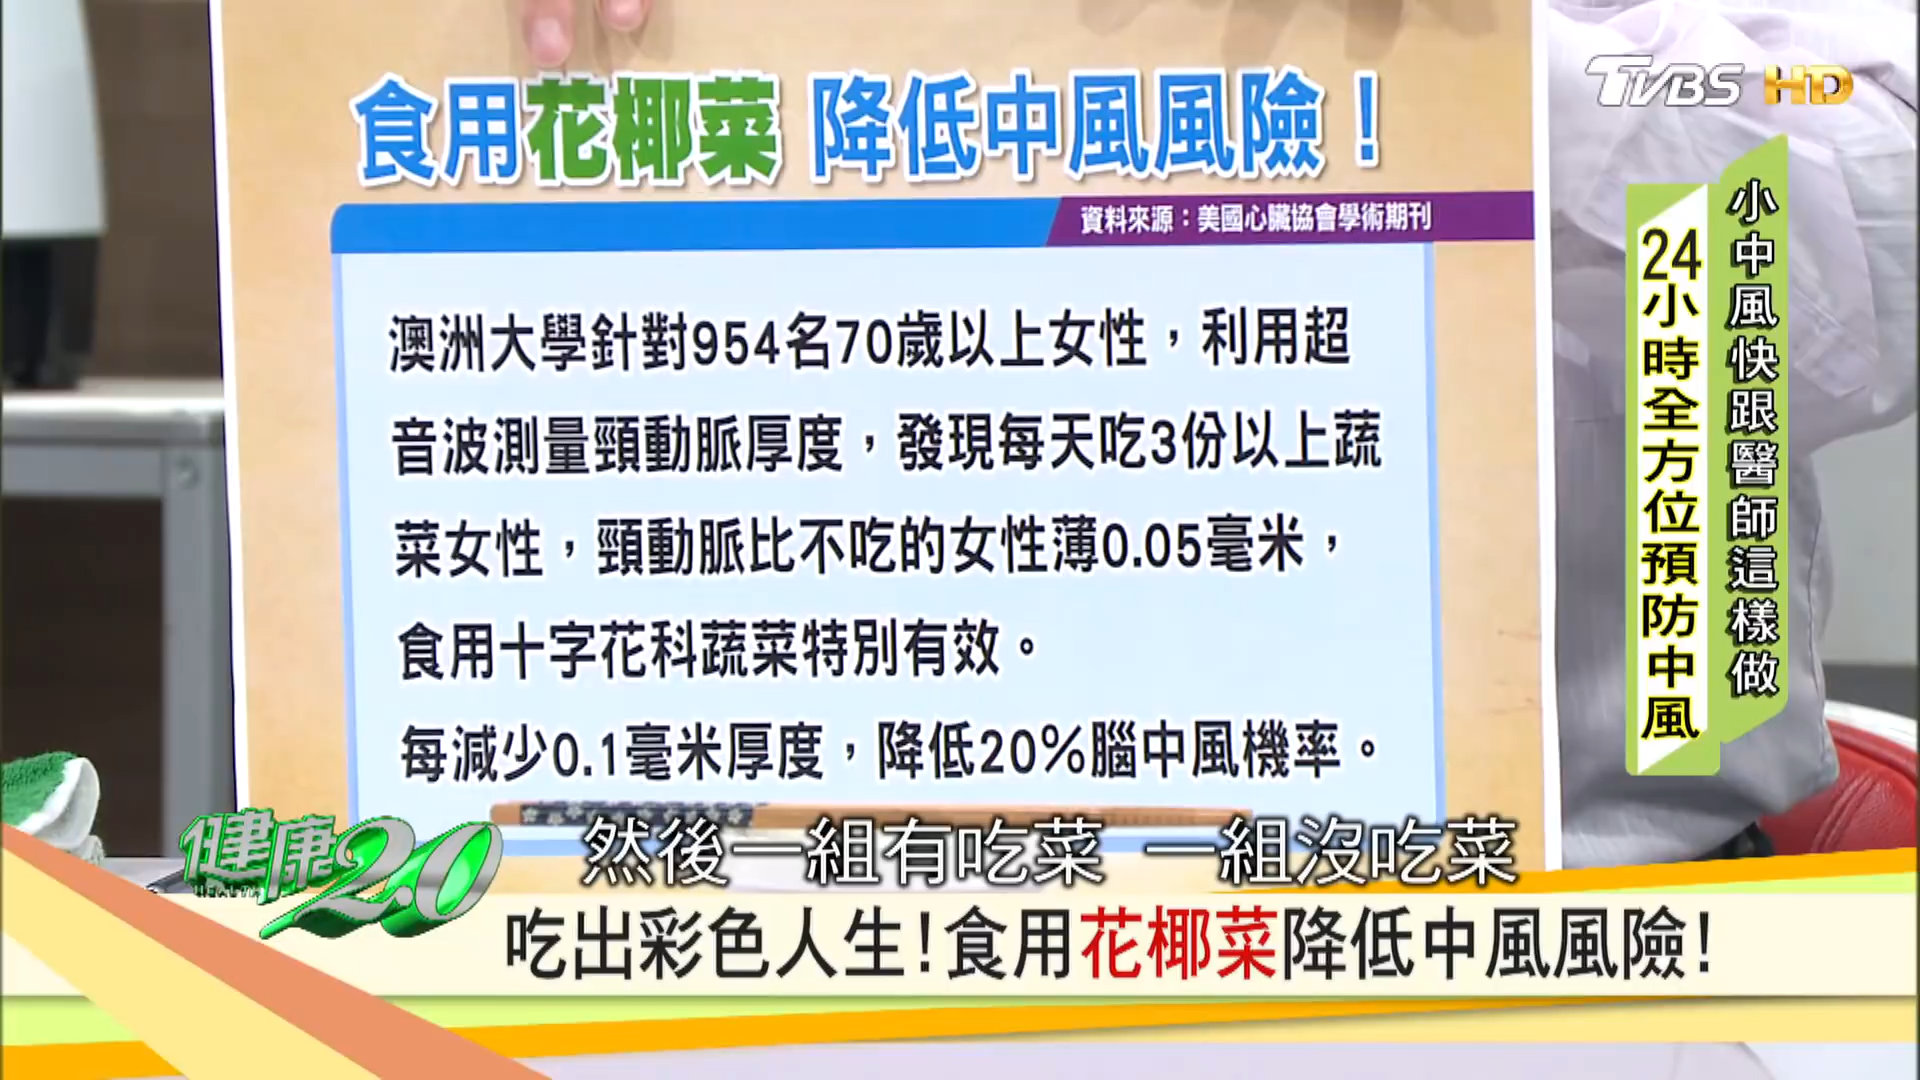 食用花椰菜 降低中風風險！
資料來源：美國心臟協會學術期刊
澳洲大學針對954名70歲以上女性，利用超
音波測量頸動脈厚度，發現每天吃3份以上蔬
菜女性，頸動脈比不吃的女性薄0.05毫米，
食用十字花科蔬菜特別有效。
每減少0.1毫米厚度，降低20%腦中風機率。
TVBS HD
小中風快跟醫師這樣做
24小時全方位預防中風
健康2.0
HEALTH
然後一組有吃菜 一組沒吃菜
吃出彩色人生！食用花椰菜降低中風風險！